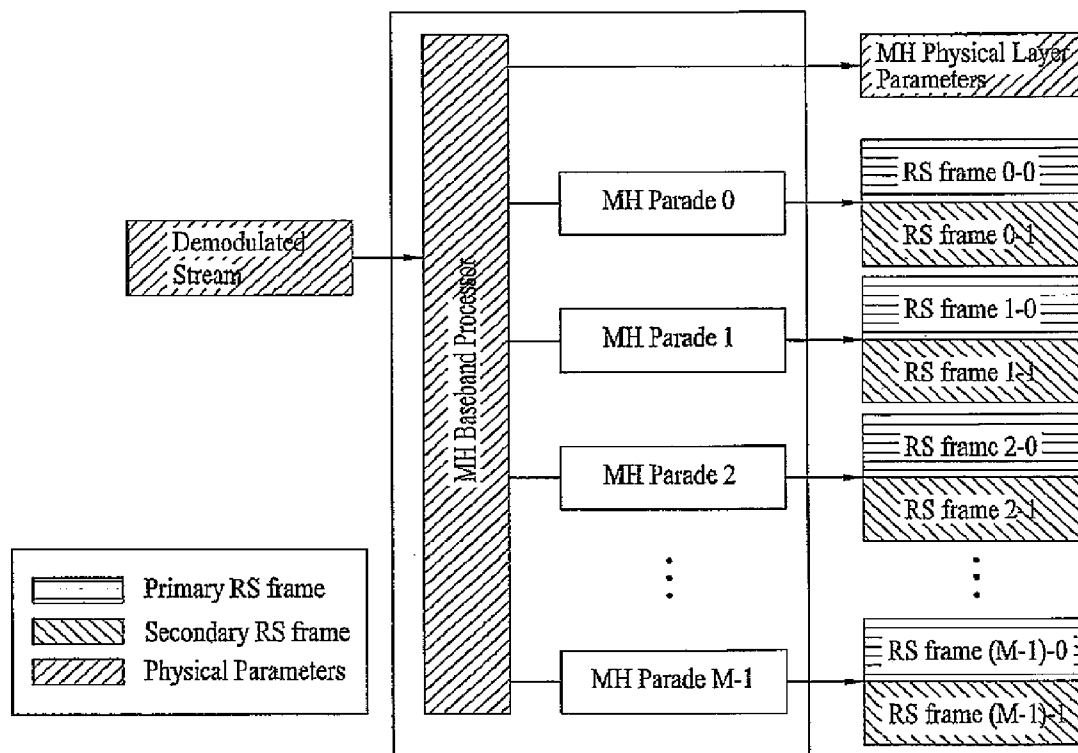 MH Physical Layer
Parameters
RS frame 0-0
MH Parade 0
RS frame 0-1
Demodulated
Stream
MH Baseband Processor
RS frame 1-0
MH Parade 1
RS frame 1-1
RS frame 2-0
MH Parade 2
RS frame 2-1
Primary RS frame
Secondary RS frame
Physical Parameters
RS frame (M-1)-0
MH Parade M-1
RS frame (M-1)-1